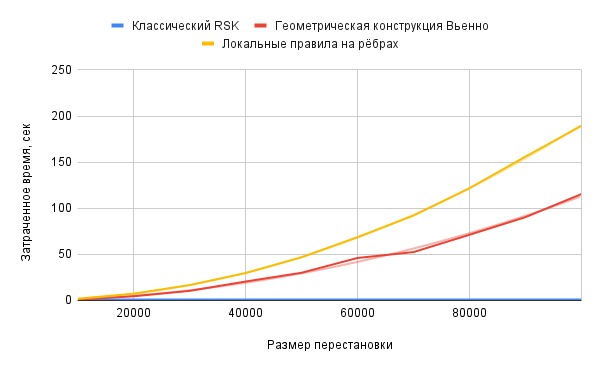 Классический RSK Геометрическая конструкция Вьенно
Локальные правила на рёбрах
250
200
150
100
50
0
Затраченное время, сек
20000 40000 60000 80000
Размер перестановки